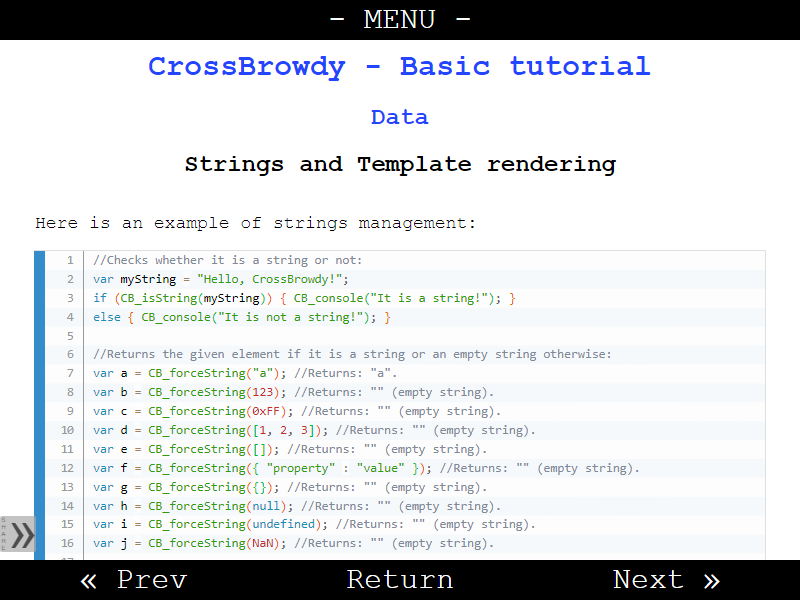 - MENU -
CrossBrowdy - Basic tutorial
Data
Strings and Template rendering
Here is an example of strings management:
1 //Checks whether it is a string or not:
2 var myString = "Hello, CrossBrowdy!";
3 if (CB_isString(myString)) { CB_console("It is a string!"); }
4 else { CB_console("It is not a string!"); }
5
6 //Returns the given element if it is a string or an empty string otherwise:
7 var a = CB_forceString("a"); //Returns: "a".
8 var b = CB_forceString(123); //Returns: "" (empty string).
9 var c = CB_forceString(0xFF); //Returns: "" (empty string).
10 var d = CB_forceString([1, 2, 3]); //Returns: "" (empty string).
11 var e = CB_forceString([]); //Returns: "" (empty string).
12 var f = CB_forceString({ "property" : "value" }); //Returns: "" (empty string).
13 var g = CB_forceString({}); //Returns: "" (empty string).
14 var h = CB_forceString(null); //Returns: "" (empty string).
15 var i = CB_forceString(undefined); //Returns: "" (empty string).
16 var j = CB_forceString(NaN); //Returns: "" (empty string).
SHARE »
« Prev Return Next »